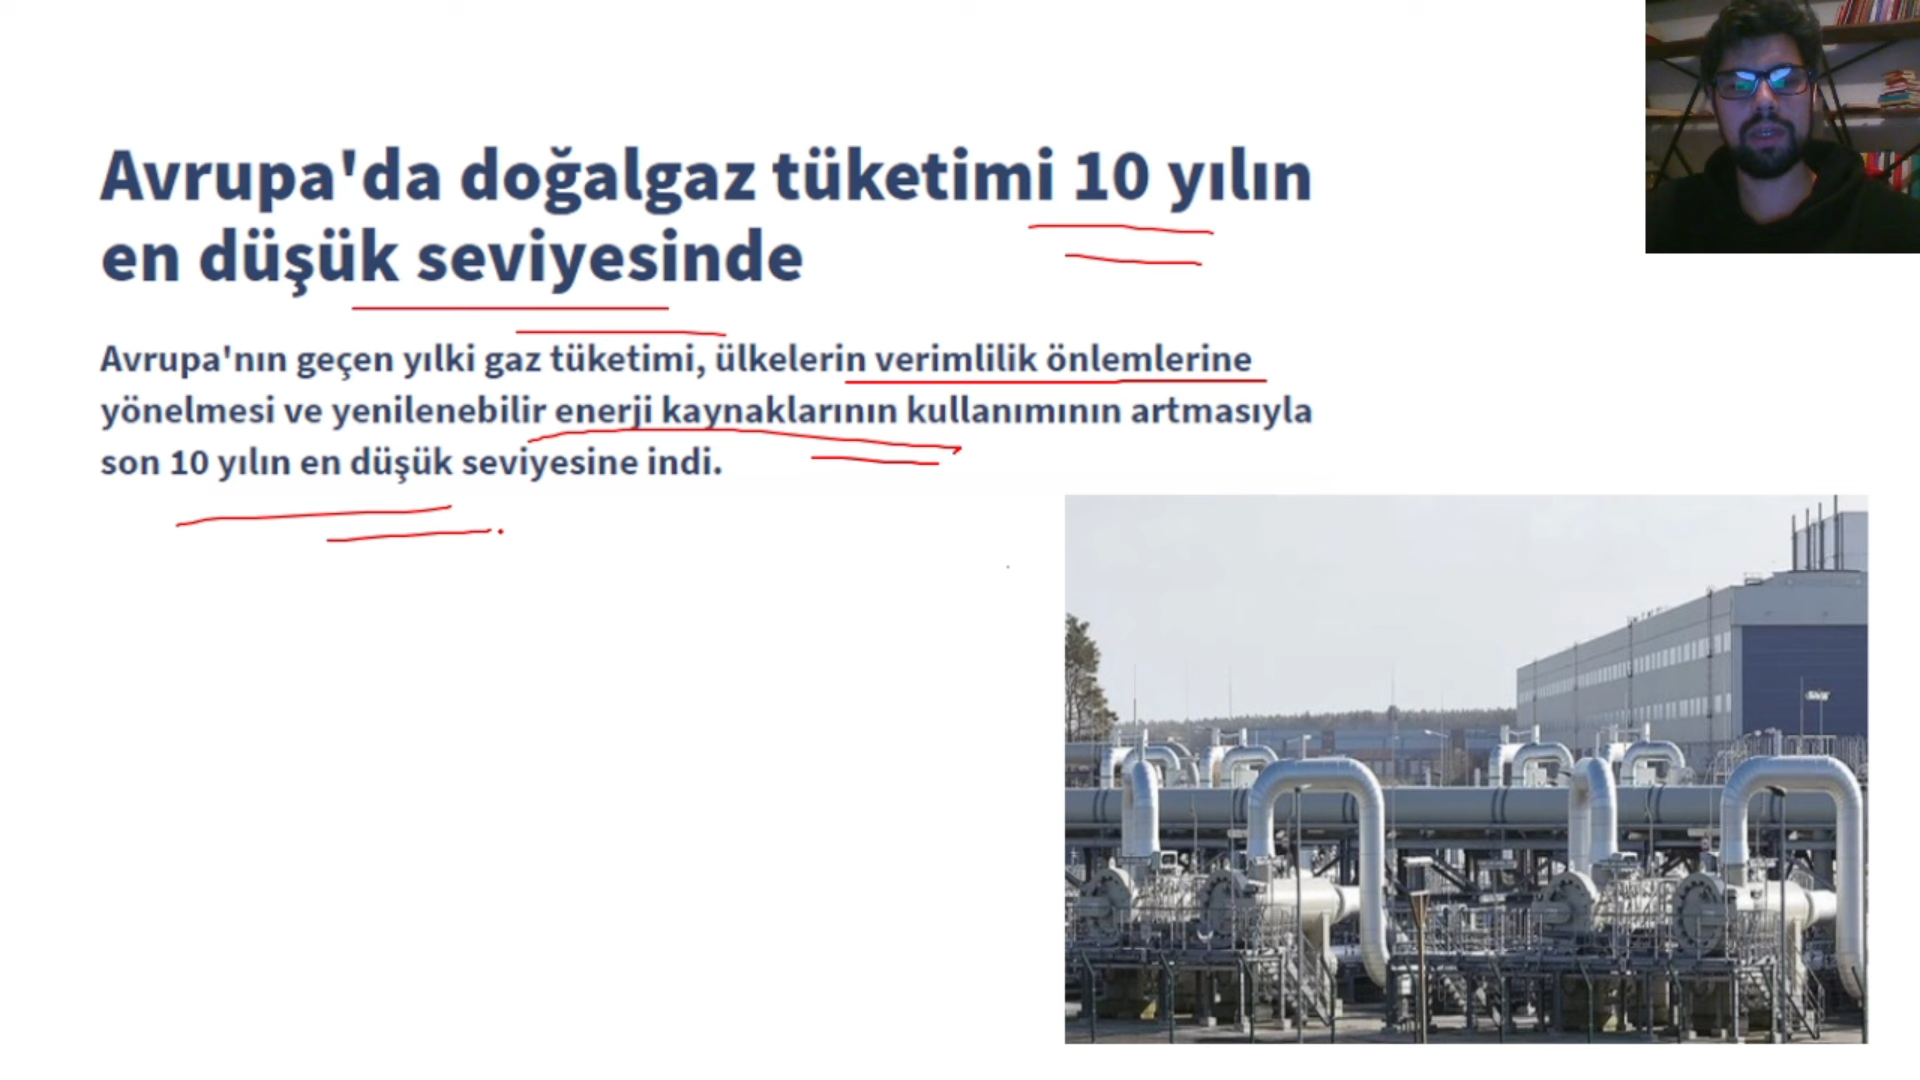 Avrupa'da doğalgaz tüketimi 10 yılın
en düşük seviyesinde
Avrupa'nın geçen yılki gaz tüketimi, ülkelerin verimlilik önlemlerine
yönelmesi ve yenilenebilir enerji kaynaklarının kullanımının artmasıyla
son 10 yılın en düşük seviyesine indi.